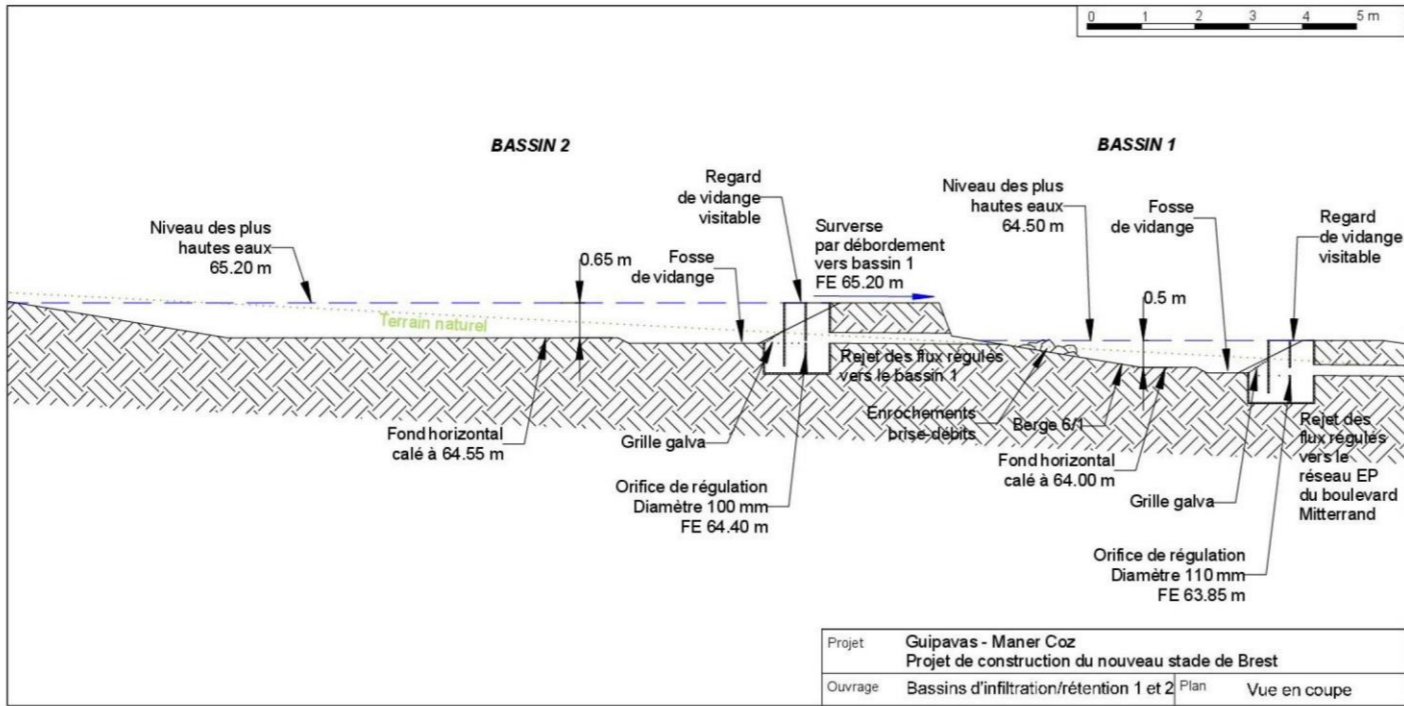 0 1 2 3 4 5 m
BASSIN 2
BASSIN 1
Niveau des plus
hautes eaux
65.20 m
0.65 m
Fosse
de vidange
Regard
de vidange
visitable
Surverse
par débordement
vers bassin 1
FE 65.20 m
Niveau des plus
hautes eaux
64.50 m
Fosse
de vidange
0.5 m
Regard
de vidange
visitable
Terrain naturel
Rejet des flux régulés
vers le bassin 1
Fond horizontal
calé à 64.55 m
Grille galva
Orifice de régulation
Diamètre 100 mm
FE 64.40 m
Enrochements
brise-débits
Berge 6/1
Fond horizontal
calé à 64.00 m
Grille galva
Rejet des
flux régulés
vers le
réseau EP
du boulevard
Mitterrand
Orifice de régulation
Diamètre 110 mm
FE 63.85 m
Projet Guipavas - Maner Coz
Projet de construction du nouveau stade de Brest
Ouvrage Bassins d'infiltration/rétention 1 et 2 Plan Vue en coupe